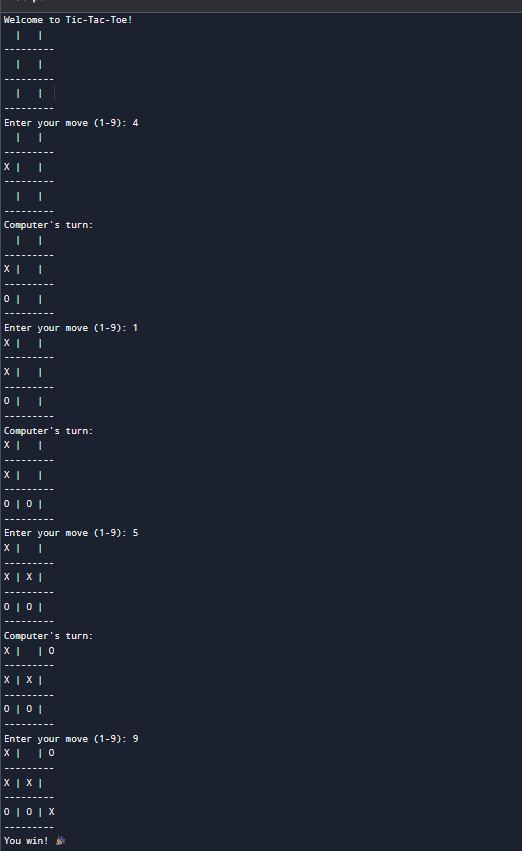 Welcome to Tic-Tac-Toe!
  |   |
---------
  |   |
---------
  |   |
---------
Enter your move (1-9): 4
  |   |
---------
X |   |
---------
  |   |
---------
Computer's turn:
  |   |
---------
X |   |
---------
O |   |
---------
Enter your move (1-9): 1
X |   |
---------
X |   |
---------
O |   |
---------
Computer's turn:
X |   |
---------
X |   |
---------
O | O |
---------
Enter your move (1-9): 5
X |   |
---------
X | X |
---------
O | O |
---------
Computer's turn:
X |   | O
---------
X | X |
---------
O | O |
---------
Enter your move (1-9): 9
X |   | O
---------
X | X |
---------
O | O | X
---------
You win! 🎉